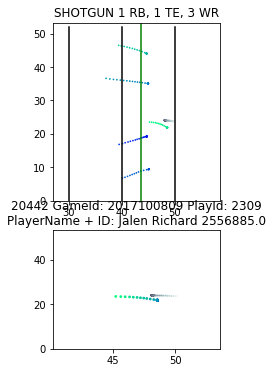 SHOTGUN 1 RB, 1 TE, 3 WR
50
40
30
20
10
0
30 40 50
20442 GameId: 2017100809 PlayId: 2309
PlayerName + ID: Jalen Richard 2556885.0
40
20
0
45 50